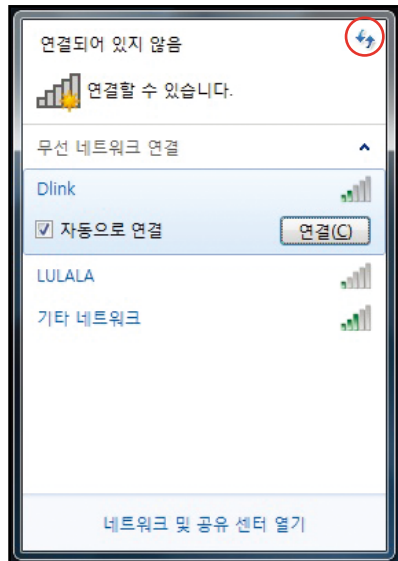 연결되어 있지 않음
연결할 수 있습니다.
무선 네트워크 연결
Dlink
자동으로 연결
연결(C)
LULALA
기타 네트워크
네트워크 및 공유 센터 열기